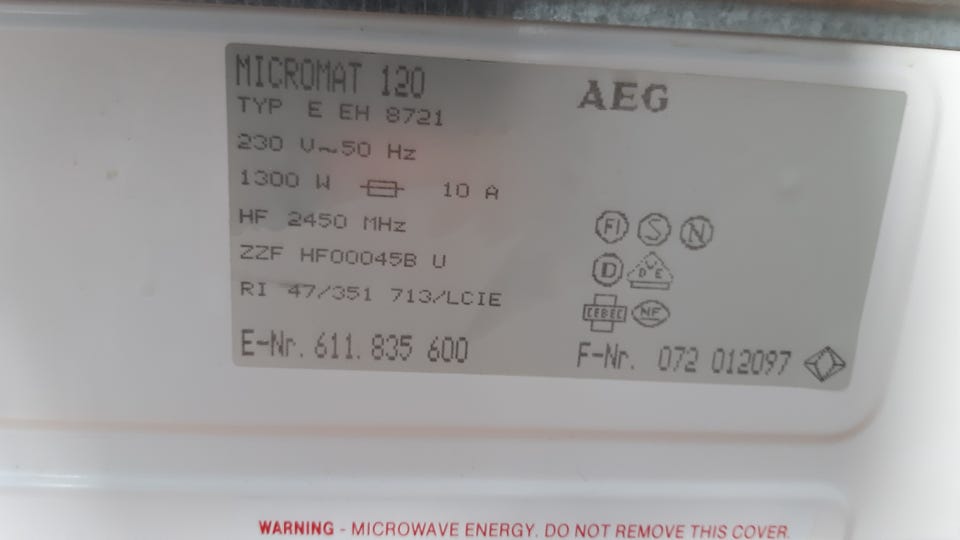 MICROMAT 120
AEG
TYP E EH 8721
230 V~50 Hz
1300 W 10 A
HF 2450 MHz
FI S N
ZZF HF00045B U
D DVE
RI 47/351 713/LCIE
CEBEC NF
E-Nr. 611. 835 600
F-Nr. 072 012097
WARNING - MICROWAVE ENERGY. DO NOT REMOVE THIS COVER.